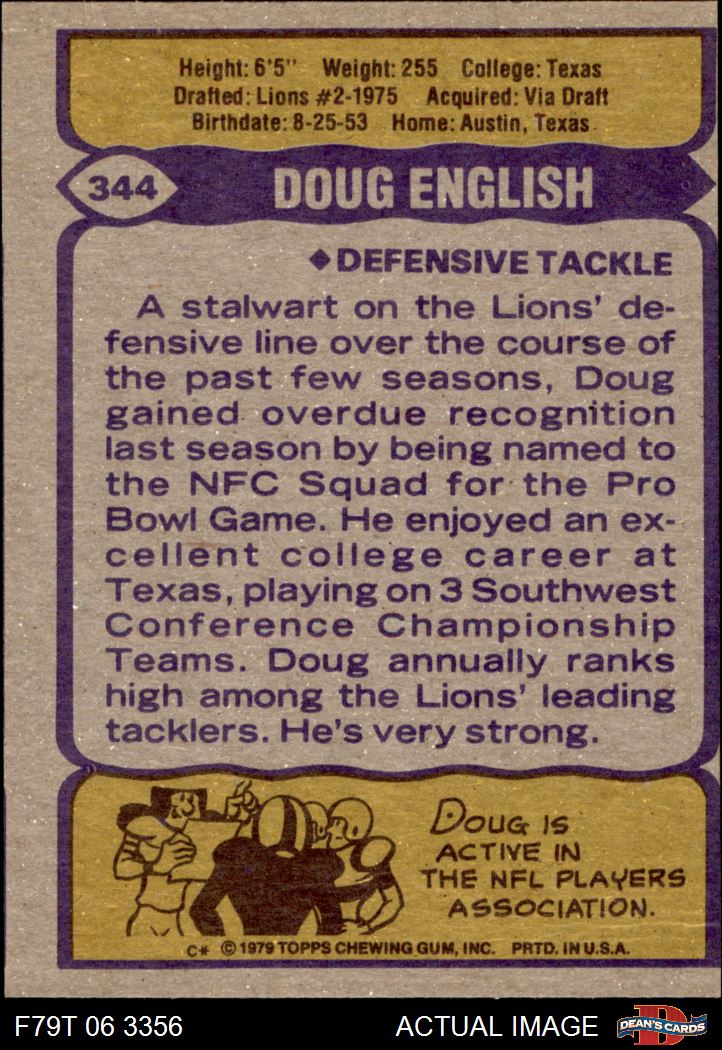 Height: 6'5" Weight: 255 College: Texas
Drafted: Lions #2-1975 Acquired: Via Draft
Birthdate: 8-25-53 Home: Austin, Texas
344 DOUG ENGLISH
◆DEFENSIVE TACKLE
A stalwart on the Lions' de-
fensive line over the course of
the past few seasons, Doug
gained overdue recognition
last season by being named to
the NFC Squad for the Pro
Bowl Game. He enjoyed an ex-
cellent college career at
Texas, playing on 3 Southwest
Conference Championship
Teams. Doug annually ranks
high among the Lions' leading
tacklers. He's very strong.
DOUG IS
ACTIVE IN
THE NFL PLAYERS
ASSOCIATION.
C* © 1979 TOPPS CHEWING GUM, INC. PRTD. IN U.S.A.
F79T 06 3356 ACTUAL IMAGE D DEAN'S CARDS